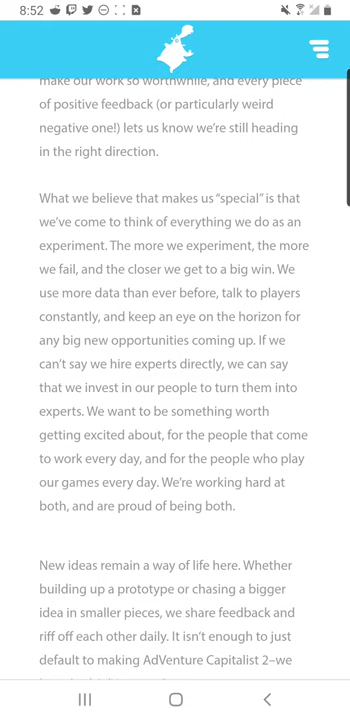 8:52
make our work so worthwhile, and every piece
of positive feedback (or particularly weird
negative one!) lets us know we're still heading
in the right direction.
What we believe that makes us “special” is that
we've come to think of everything we do as an
experiment. The more we experiment, the more
we fail, and the closer we get to a big win. We
use more data than ever before, talk to players
constantly, and keep an eye on the horizon for
any big new opportunities coming up. If we
can't say we hire experts directly, we can say
that we invest in our people to turn them into
experts. We want to be something worth
getting excited about, for the people that come
to work every day, and for the people who play
our games every day. We're working hard at
both, and are proud of being both.
New ideas remain a way of life here. Whether
building up a prototype or chasing a bigger
idea in smaller pieces, we share feedback and
riff off each other daily. It isn't enough to just
default to making AdVenture Capitalist 2–we